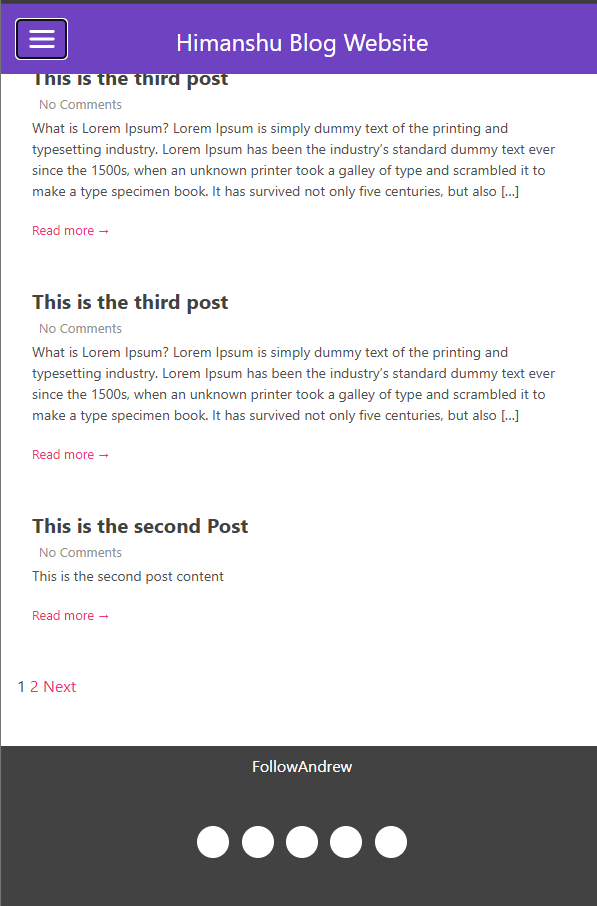 Himanshu Blog Website
This is the third post
No Comments
What is Lorem Ipsum? Lorem Ipsum is simply dummy text of the printing and
typesetting industry. Lorem Ipsum has been the industry’s standard dummy text ever
since the 1500s, when an unknown printer took a galley of type and scrambled it to
make a type specimen book. It has survived not only five centuries, but also […]
Read more →
This is the third post
No Comments
What is Lorem Ipsum? Lorem Ipsum is simply dummy text of the printing and
typesetting industry. Lorem Ipsum has been the industry’s standard dummy text ever
since the 1500s, when an unknown printer took a galley of type and scrambled it to
make a type specimen book. It has survived not only five centuries, but also […]
Read more →
This is the second Post
No Comments
This is the second post content
Read more →
1 2 Next
FollowAndrew